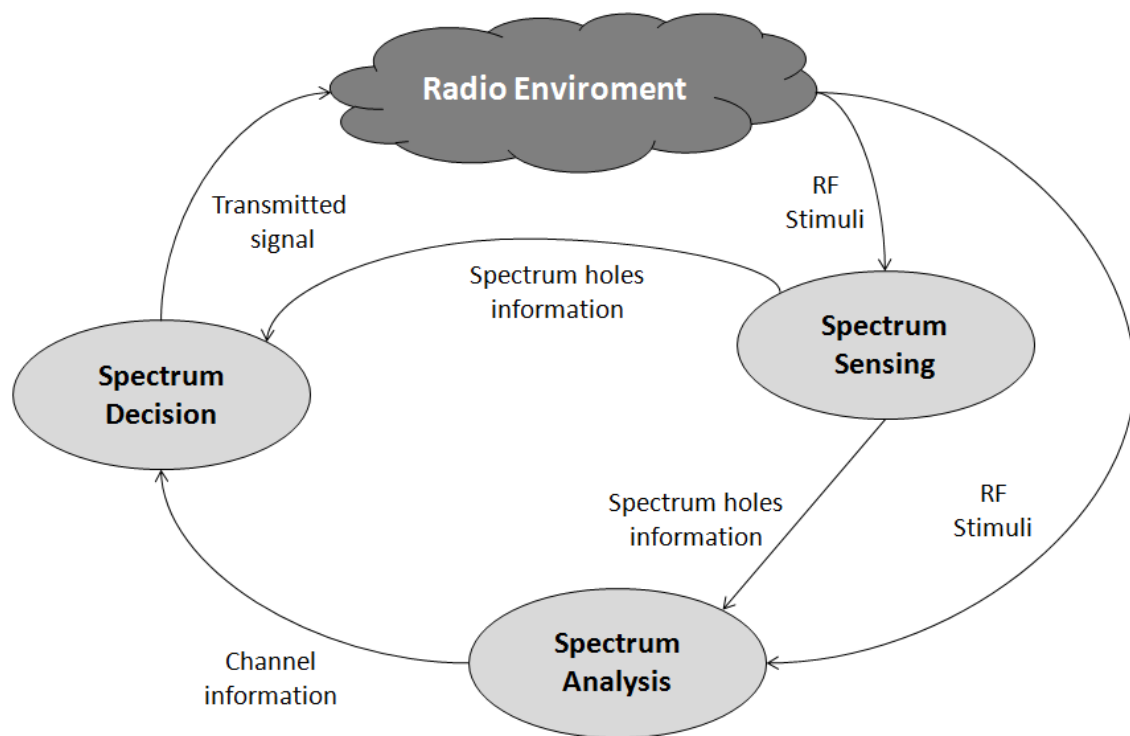 Radio Enviroment
Transmitted
signal
RF
Stimuli
Spectrum holes
information
Spectrum
Sensing
Spectrum
Decision
Spectrum holes
information
RF
Stimuli
Channel
information
Spectrum
Analysis